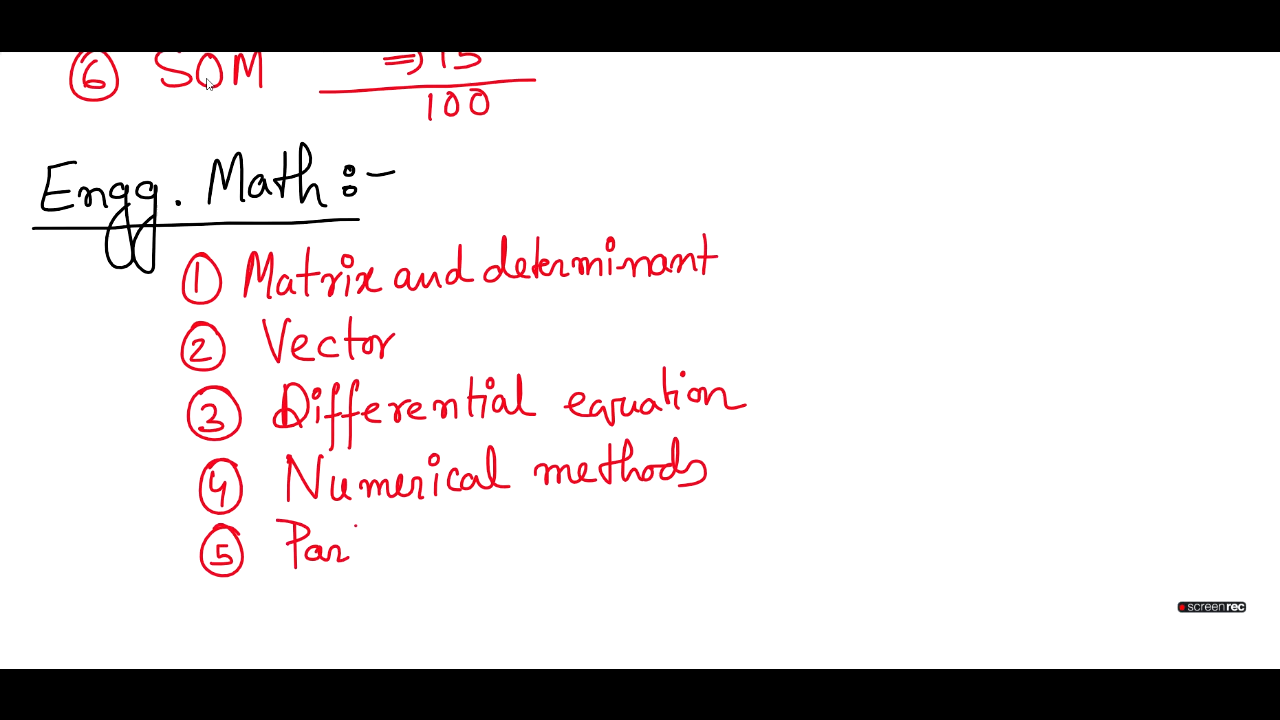 ⑥ SOM ⇒ 15
100
Engg. Math :-
① Matrix and determinant
② Vector
③ Differential equation
④ Numerical methods
⑤ Par
screenrec